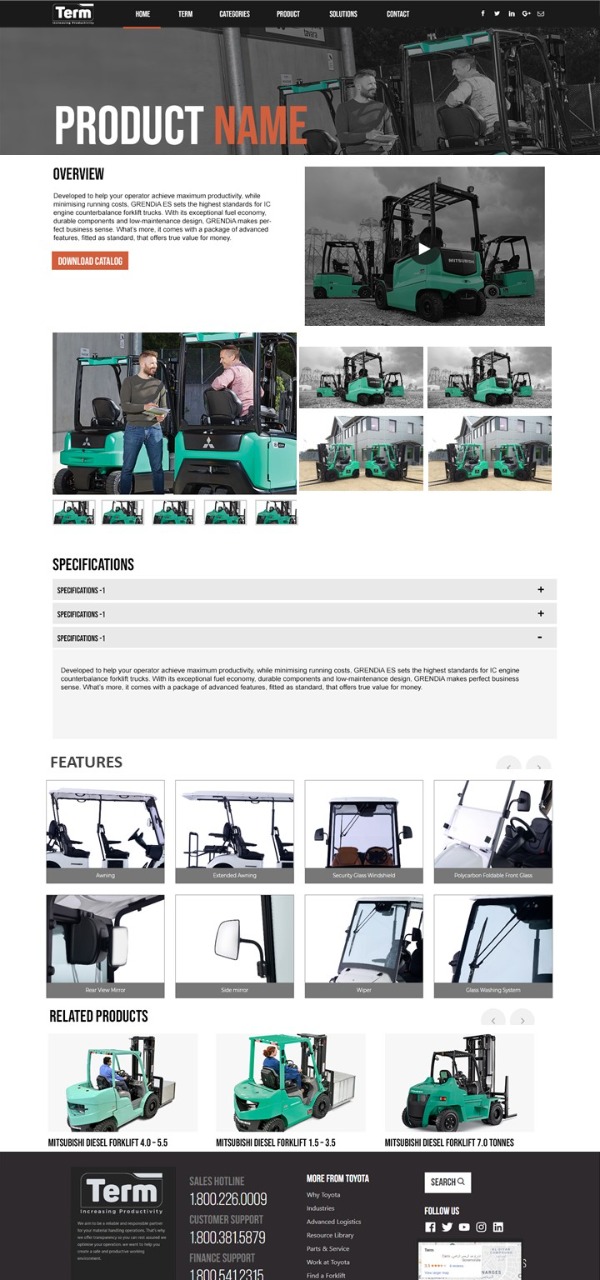 Term
Increasing Productivity
HOME
TERM
CATEGORIES
PRODUCT
SOLUTIONS
CONTACT
PRODUCT NAME
OVERVIEW
Developed to help your operator achieve maximum productivity, while
minimising running costs, GRENDiA ES sets the highest standards for IC
engine counterbalance forklift trucks. With its exceptional fuel economy,
durable components and low-maintenance design, GRENDiA makes per-
fect business sense. What's more, it comes with a package of advanced
features, fitted as standard, that offers true value for money.
DOWNLOAD CATALOG
MITSUBISHI
SPECIFICATIONS
SPECIFICATIONS -1 +
SPECIFICATIONS -1 +
SPECIFICATIONS -1 -
Developed to help your operator achieve maximum productivity, while minimising running costs, GRENDiA ES sets the highest standards for IC engine
counterbalance forklift trucks. With its exceptional fuel economy, durable components and low-maintenance design, GRENDiA makes perfect business
sense. What's more, it comes with a package of advanced features, fitted as standard, that offers true value for money.
FEATURES
Awning
Extended Awning
Security Glass Windshield
Polycarbon Foldable Front Glass
Rear View Mirror
Side mirror
Wiper
Glass Washing System
RELATED PRODUCTS
MITSUBISHI DIESEL FORKLIFT 4.0 – 5.5
MITSUBISHI DIESEL FORKLIFT 1.5 – 3.5
MITSUBISHI DIESEL FORKLIFT 7.0 TONNES
Term
Increasing Productivity
We aim to be a reliable and responsible partner
for your material handling operations. That's why
we offer transparency so you can rest assured we
optimise your operations we want to help you
create a safe and productive working
environment.
SALES HOTLINE
1.800.226.0009
CUSTOMER SUPPORT
1.800.381.5879
FINANCE SUPPORT
1.800.541.2315
MORE FROM TOYOTA
Why Toyota
Industries
Advanced Logistics
Resource Library
Parts & Service
Work at Toyota
Find a Forklift
SEARCH
FOLLOW US
Term